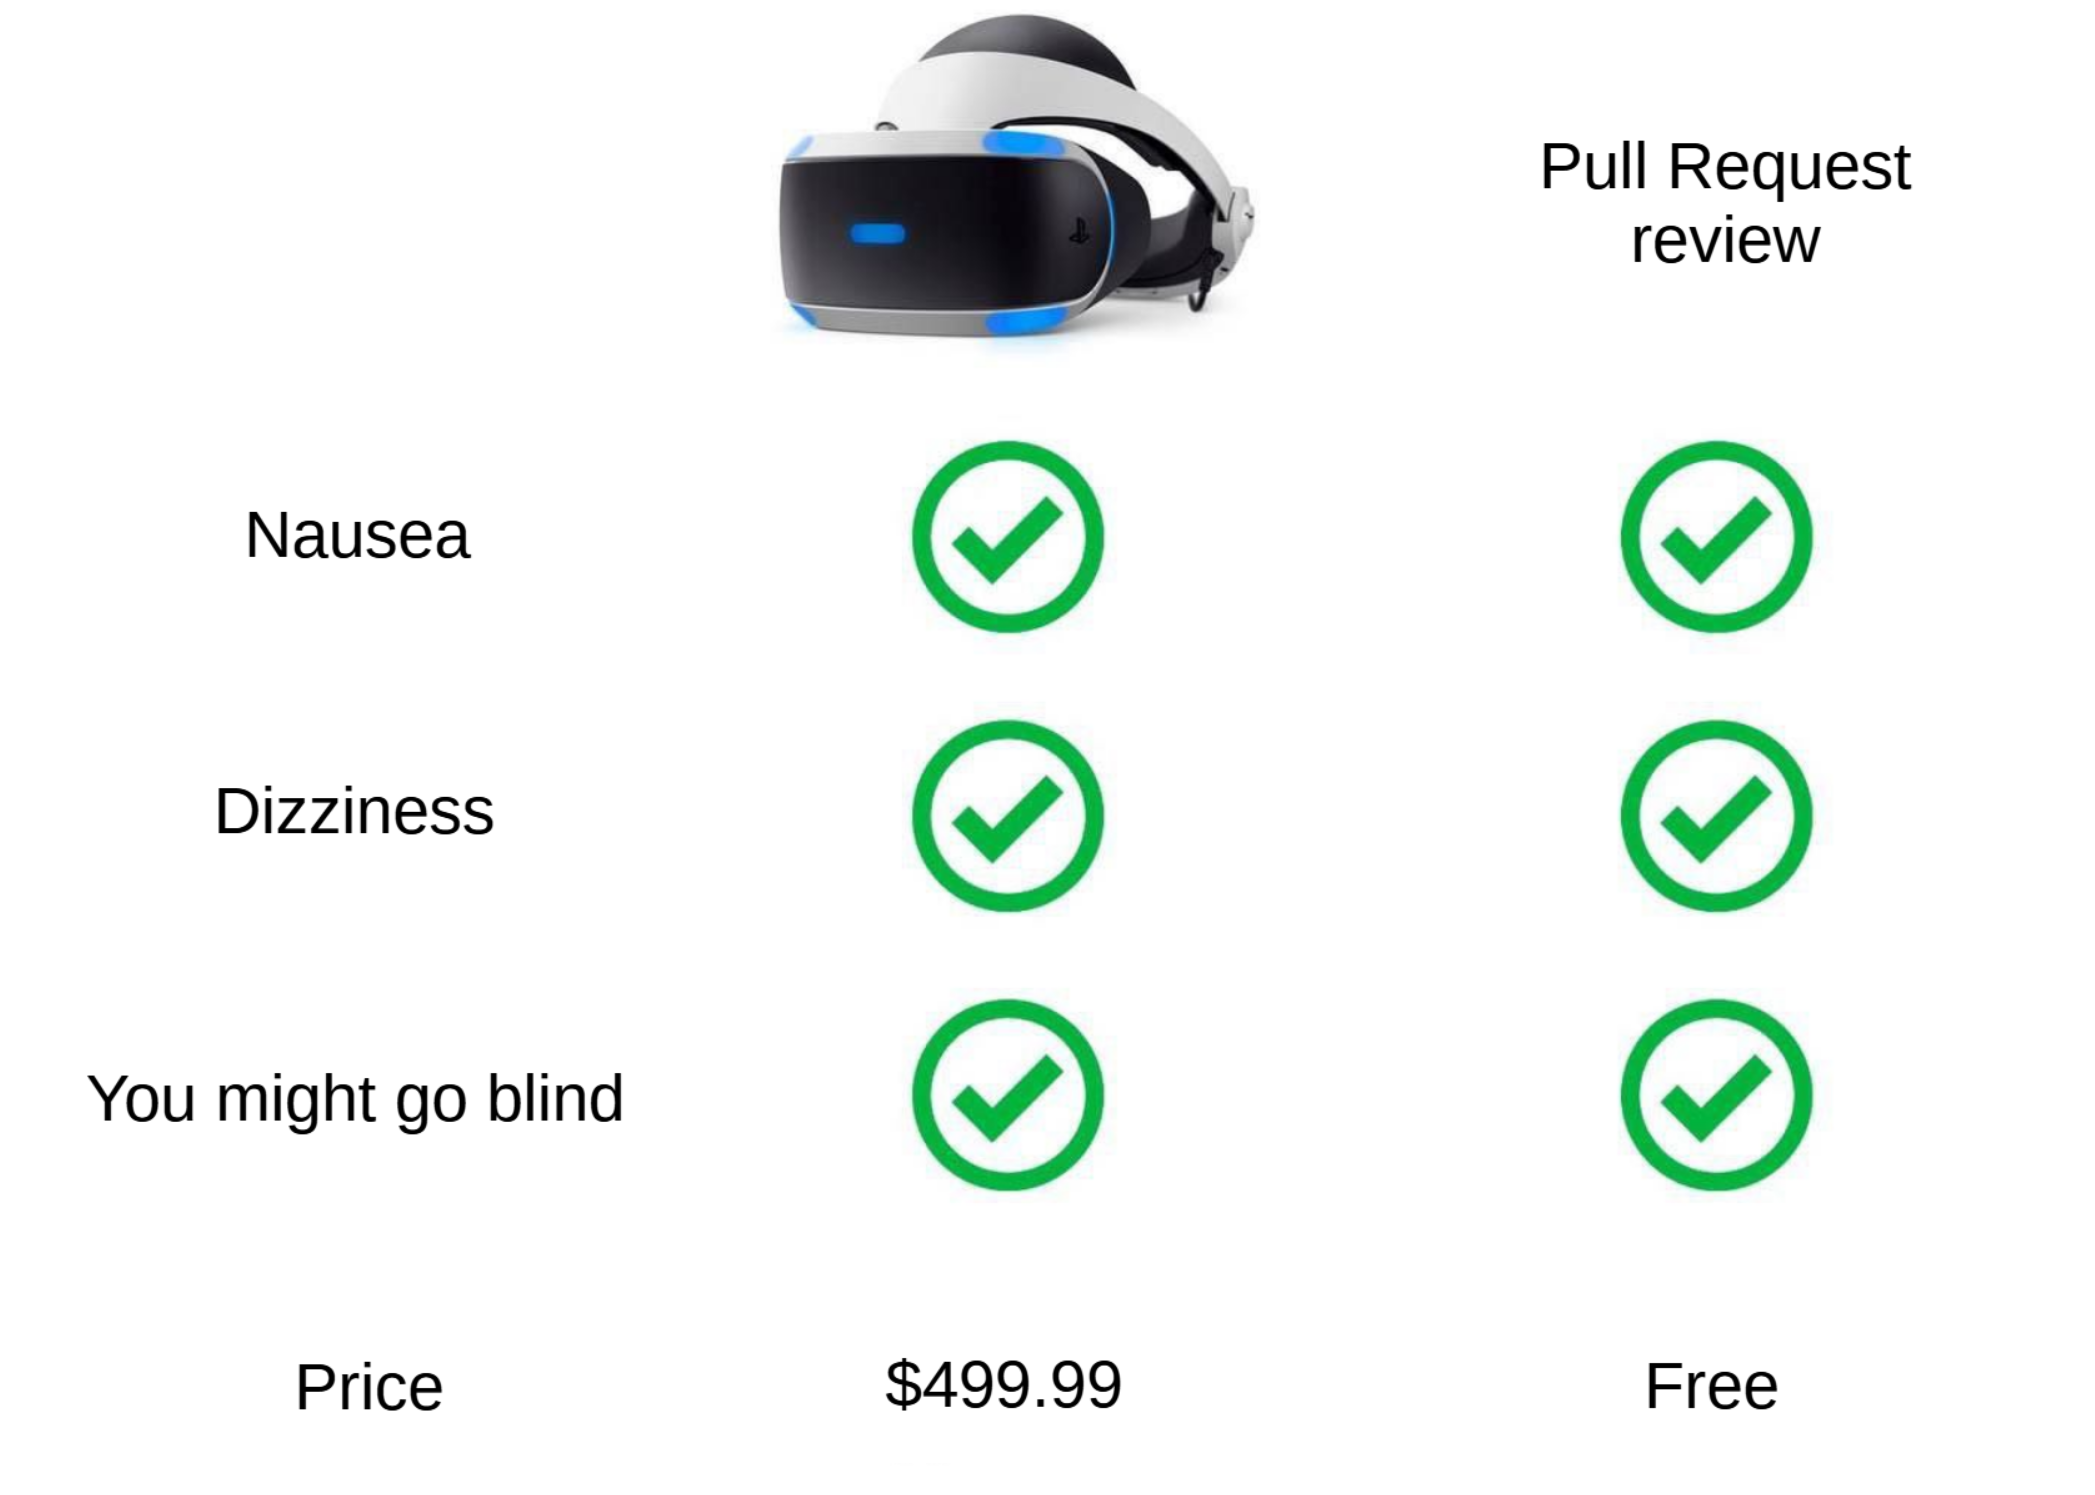 Pull Request
review
Nausea
Dizziness
You might go blind
Price $499.99 Free